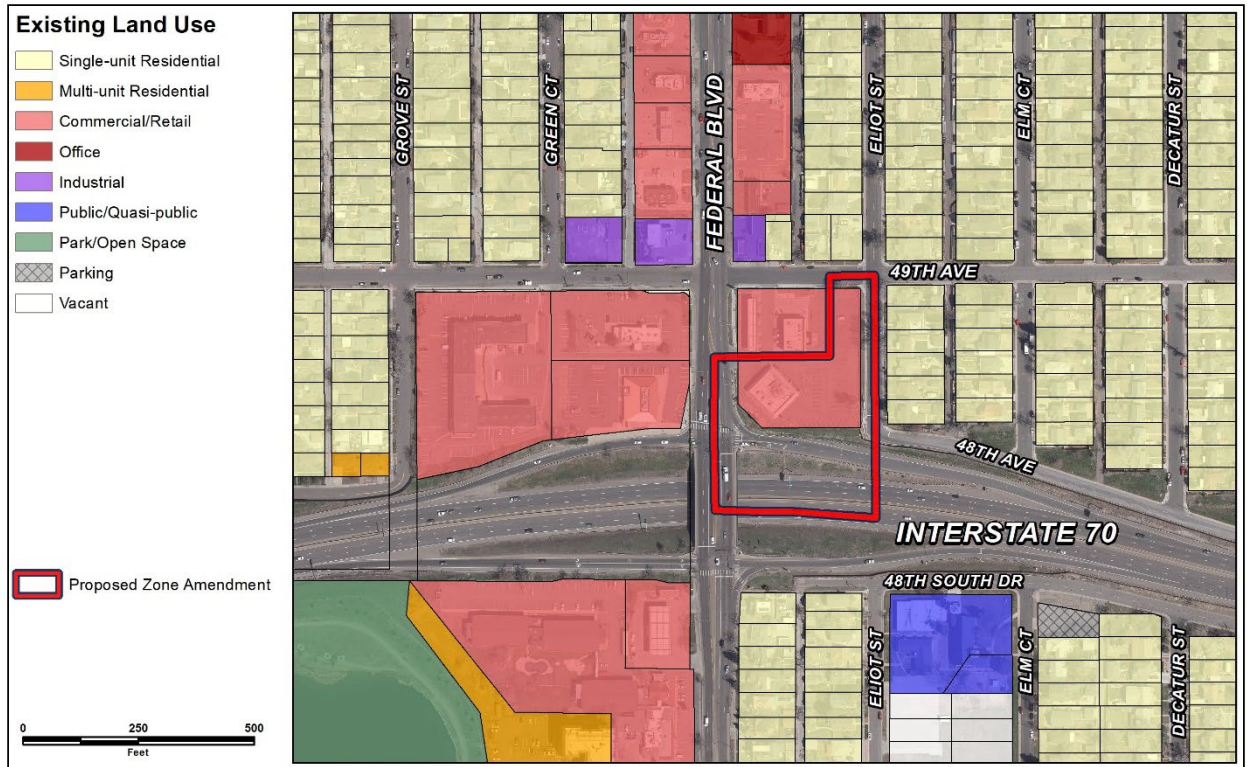 Existing Land Use
Single-unit Residential
Multi-unit Residential
Commercial/Retail
Office
Industrial
Public/Quasi-public
Park/Open Space
Parking
Vacant
Proposed Zone Amendment
0 250 500
Feet
GROVE ST
GREEN CT
FEDERAL BLVD
ELIOT ST
ELM CT
DECATUR ST
49TH AVE
48TH AVE
INTERSTATE 70
48TH SOUTH DR
ELIOT ST
ELM CT
DECATUR ST